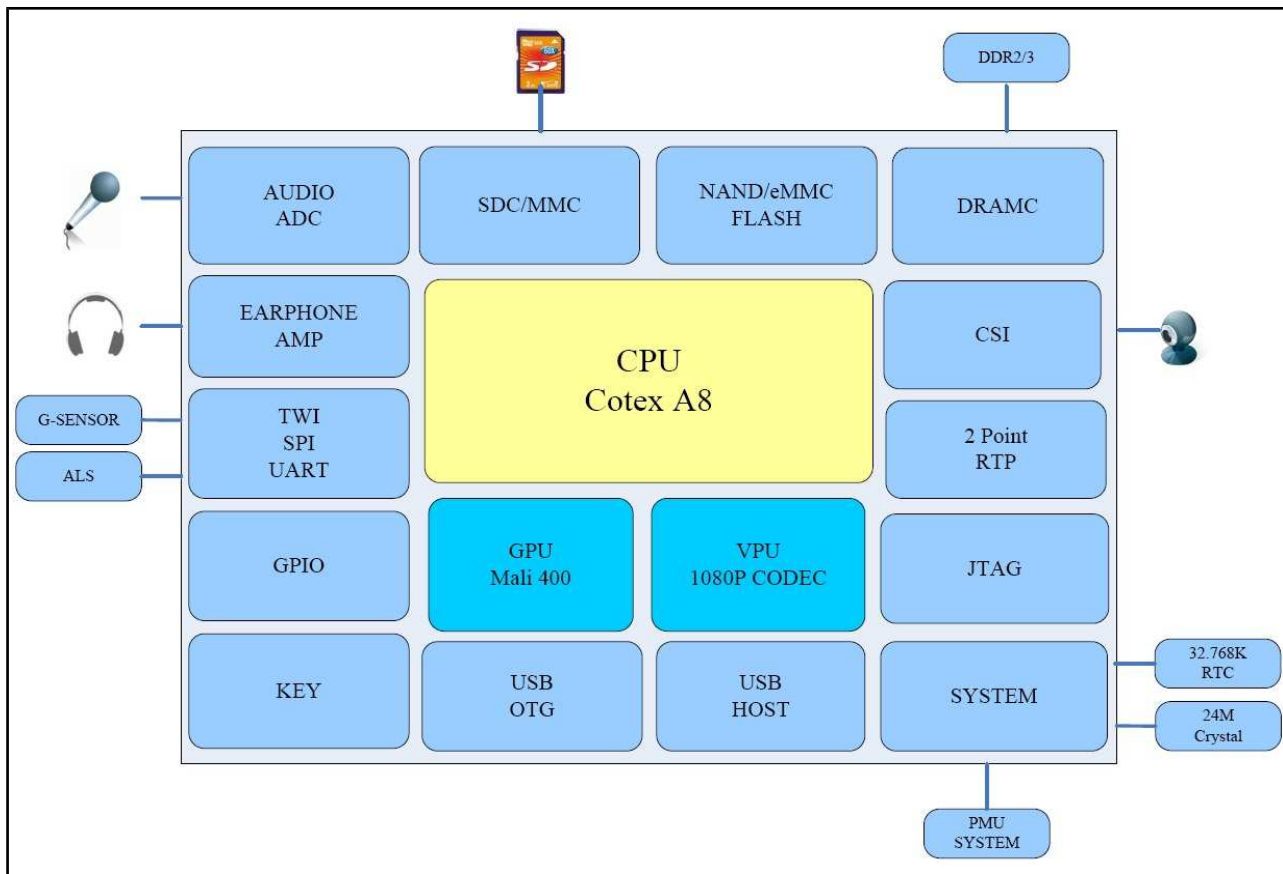 DDR2/3
SD
AUDIO
ADC
SDC/MMC
NAND/eMMC
FLASH
DRAMC
EARPHONE
AMP
CPU
Cotex A8
CSI
G-SENSOR
ALS
TWI
SPI
UART
2 Point
RTP
GPIO
GPU
Mali 400
VPU
1080P CODEC
JTAG
KEY
USB
OTG
USB
HOST
SYSTEM
32.768K
RTC
24M
Crystal
PMU
SYSTEM